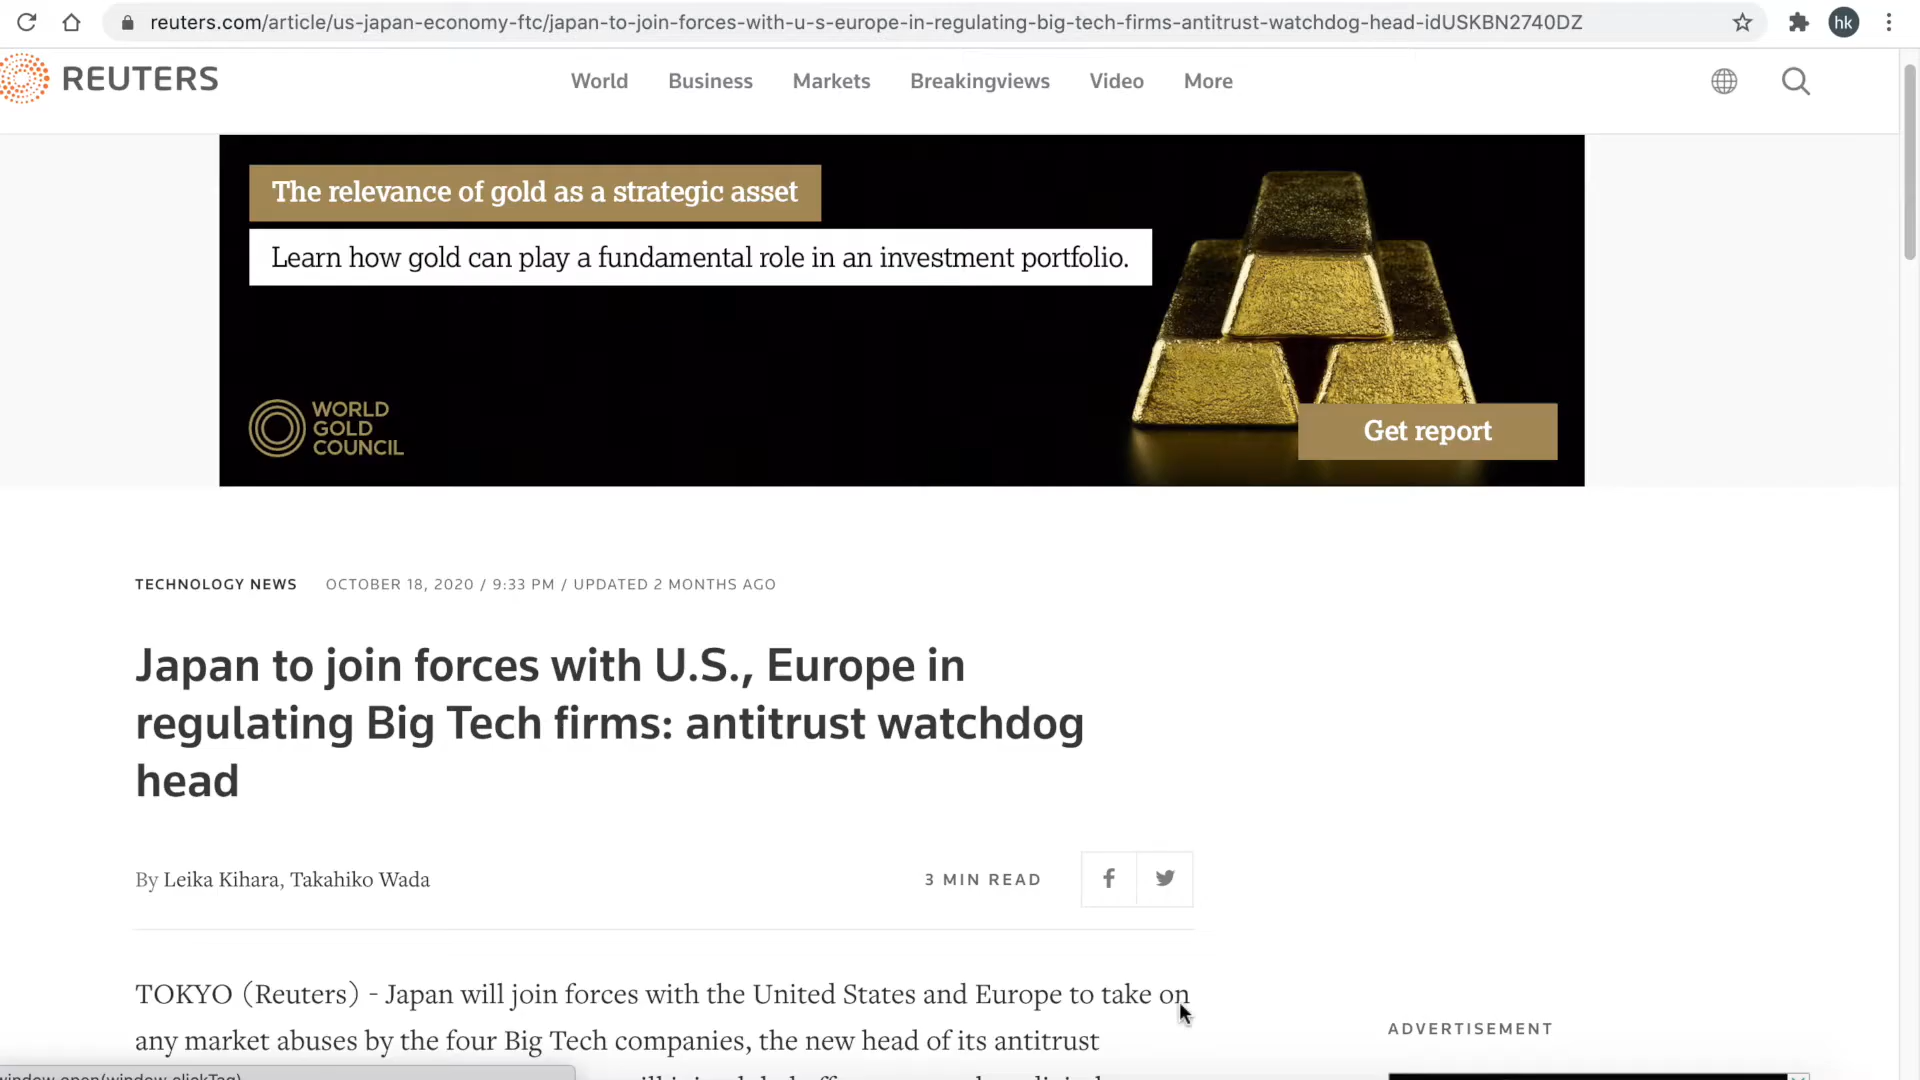 reuters.com/article/us-japan-economy-ftc/japan-to-join-forces-with-u-s-europe-in-regulating-big-tech-firms-antitrust-watchdog-head-idUSKBN2740DZ
hk
REUTERS
World Business Markets Breakingviews Video More
The relevance of gold as a strategic asset
Learn how gold can play a fundamental role in an investment portfolio.
WORLD
GOLD
COUNCIL
Get report
TECHNOLOGY NEWS OCTOBER 18, 2020 / 9:33 PM / UPDATED 2 MONTHS AGO
Japan to join forces with U.S., Europe in
regulating Big Tech firms: antitrust watchdog
head
By Leika Kihara, Takahiko Wada
3 MIN READ
TOKYO (Reuters) - Japan will join forces with the United States and Europe to take on
any market abuses by the four Big Tech companies, the new head of its antitrust
ADVERTISEMENT